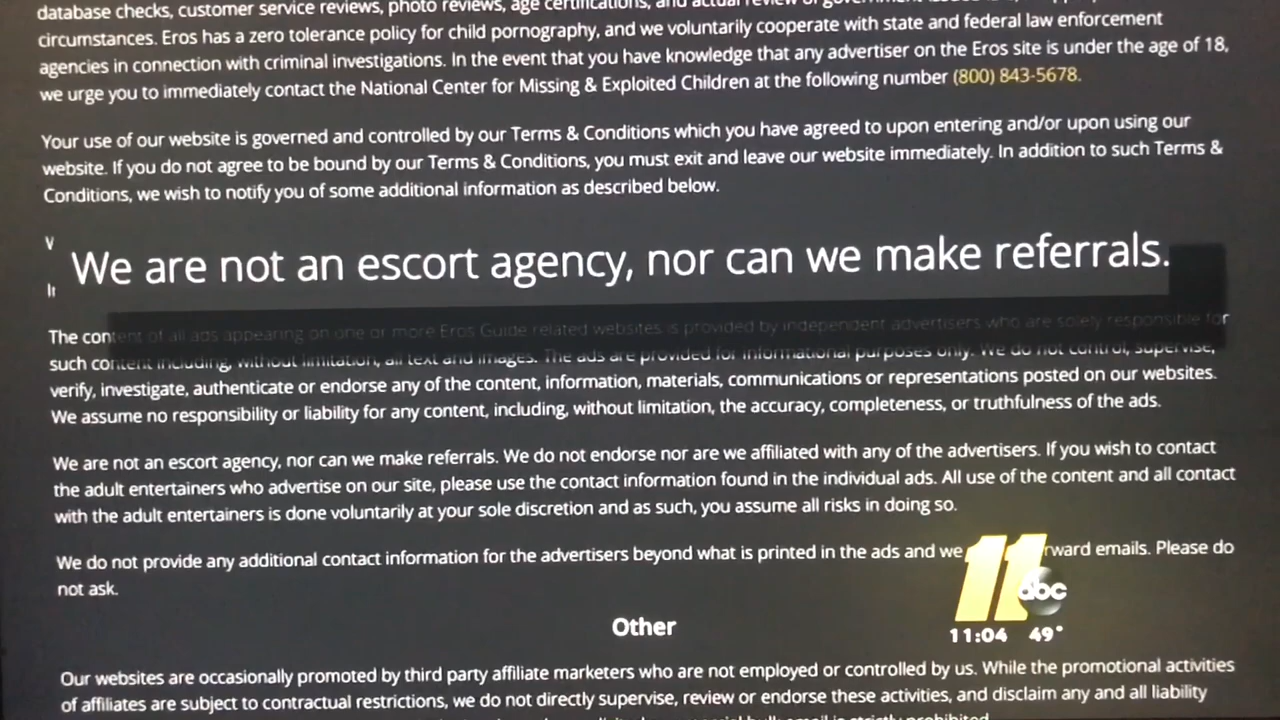 database checks, customer service reviews, photo reviews, age certifications, and actual review of
circumstances. Eros has a zero tolerance policy for child pornography, and we voluntarily cooperate with state and federal law enforcement
agencies in connection with criminal investigations. In the event that you have knowledge that any advertiser on the Eros site is under the age of 18,
we urge you to immediately contact the National Center for Missing & Exploited Children at the following number (800) 843-5678.
Your use of our website is governed and controlled by our Terms & Conditions which you have agreed to upon entering and/or upon using our
website. If you do not agree to be bound by our Terms & Conditions, you must exit and leave our website immediately. In addition to such Terms &
Conditions, we wish to notify you of some additional information as described below.
We are not an escort agency, nor can we make referrals.
The content of all ads appearing on one or more Eros Guide related websites is provided by independent advertisers who are solely responsible for
such content including, without limitation, all text and images. The ads are provided for informational purposes only. We do not control, supervise,
verify, investigate, authenticate or endorse any of the content, information, materials, communications or representations posted on our websites.
We assume no responsibility or liability for any content, including, without limitation, the accuracy, completeness, or truthfulness of the ads.
We are not an escort agency, nor can we make referrals. We do not endorse nor are we affiliated with any of the advertisers. If you wish to contact
the adult entertainers who advertise on our site, please use the contact information found in the individual ads. All use of the content and all contact
with the adult entertainers is done voluntarily at your sole discretion and as such, you assume all risks in doing so.
We do not provide any additional contact information for the advertisers beyond what is printed in the ads and we rward emails. Please do
not ask.
11 abc
11:04 49°
Other
Our websites are occasionally promoted by third party affiliate marketers who are not employed or controlled by us. While the promotional activities
of affiliates are subject to contractual restrictions, we do not directly supervise, review or endorse these activities, and disclaim any and all liability